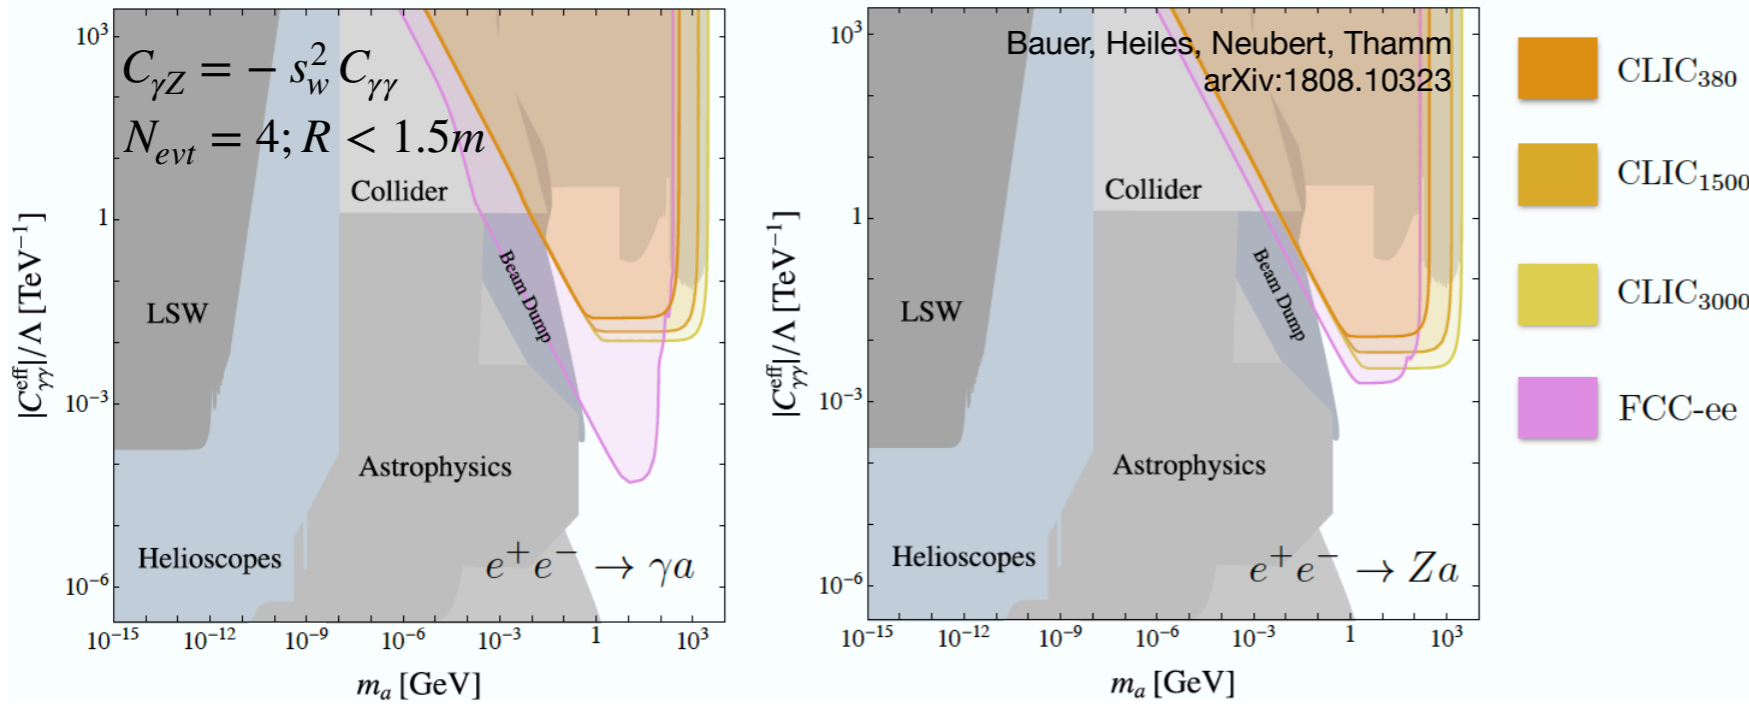 C_{γZ} = − s_w^2 C_{γγ}
N_{evt} = 4; R < 1.5m
10^3
1
10^{−3}
10^{−6}
|C_{γγ}^{eff}|/Λ [TeV^{−1}]
Collider
LSW
Beam Dump
Astrophysics
Helioscopes
e^+ e^− → γa
10^{−15} 10^{−12} 10^{−9} 10^{−6} 10^{−3} 1 10^3
m_a [GeV]
Bauer, Heiles, Neubert, Thamm
arXiv:1808.10323
10^3
1
10^{−3}
10^{−6}
|C_{γγ}^{eff}|/Λ [TeV^{−1}]
Collider
LSW
Beam Dump
Astrophysics
Helioscopes
e^+ e^− → Za
10^{−15} 10^{−12} 10^{−9} 10^{−6} 10^{−3} 1 10^3
m_a [GeV]
CLIC_{380}
CLIC_{1500}
CLIC_{3000}
FCC-ee